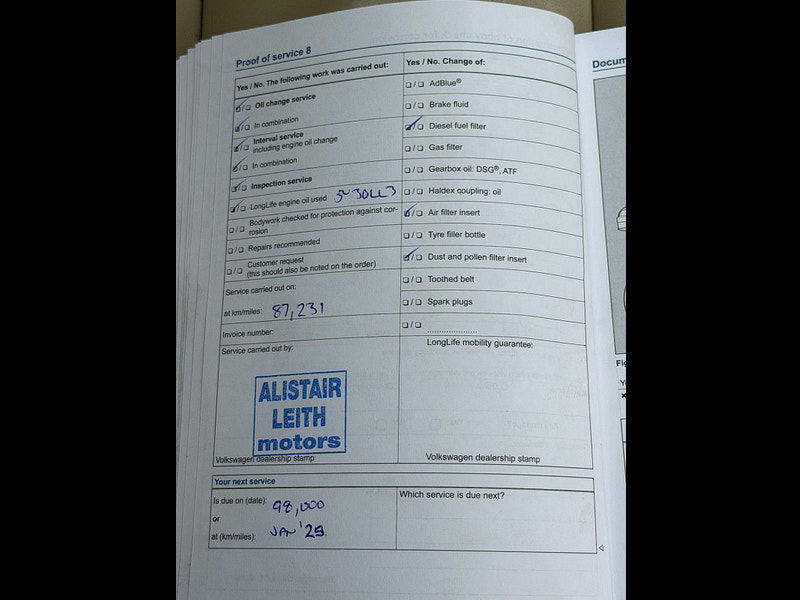 Proof of service 8
Docum
Yes / No. The following work was carried out:
Yes / No. Change of:
Oil change service
In combination
Interval service
including engine oil change
In combination
Inspection service
LongLife engine oil used
Bodywork checked for protection against cor-
rosion
Repairs recommended
Customer request
(this should also be noted on the order)
Service carried out on:
at km/miles: 87,231
Invoice number:
Service carried out by:
ALISTAIR
LEITH
motors
Volkswagen dealership stamp
AdBlue®
Brake fluid
Diesel fuel filter
Gas filter
Gearbox oil: DSG®, ATF
Haldex coupling: oil
Air filter insert
Tyre filler bottle
Dust and pollen filter insert
Toothed belt
Spark plugs
LongLife mobility guarantee:
Volkswagen dealership stamp
Your next service
Is due on (date): 98,000
or
at (km/miles): JAN '25
Which service is due next?